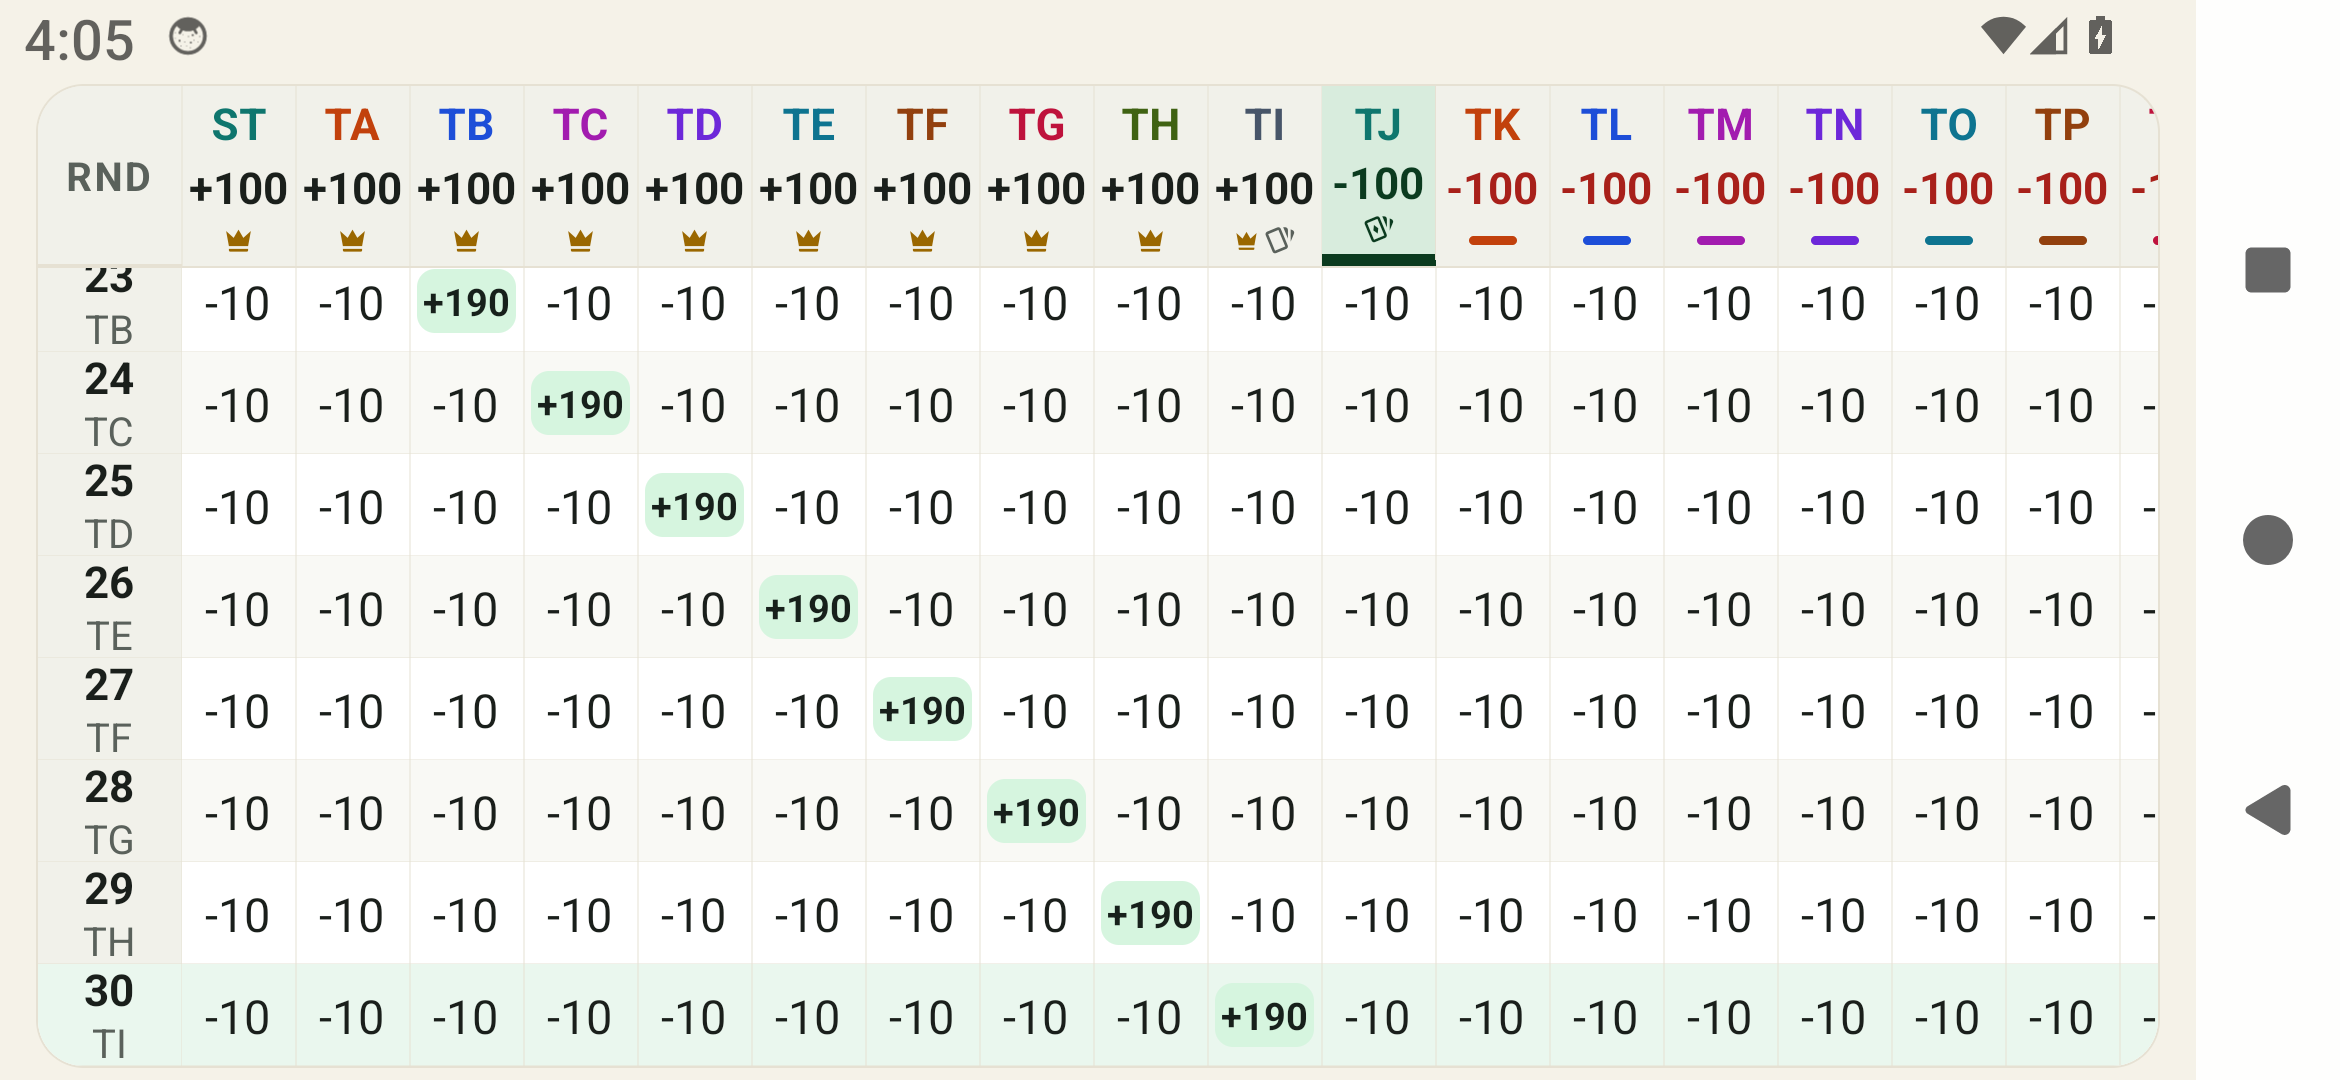 4:05
RND ST TA TB TC TD TE TF TG TH TI TJ TK TL TM TN TO TP
+100 +100 +100 +100 +100 +100 +100 +100 +100 +100 -100 -100 -100 -100 -100 -100 -100
23 TB -10 -10 +190 -10 -10 -10 -10 -10 -10 -10 -10 -10 -10 -10 -10 -10 -10
24 TC -10 -10 -10 +190 -10 -10 -10 -10 -10 -10 -10 -10 -10 -10 -10 -10 -10
25 TD -10 -10 -10 -10 +190 -10 -10 -10 -10 -10 -10 -10 -10 -10 -10 -10 -10
26 TE -10 -10 -10 -10 -10 +190 -10 -10 -10 -10 -10 -10 -10 -10 -10 -10 -10
27 TF -10 -10 -10 -10 -10 -10 +190 -10 -10 -10 -10 -10 -10 -10 -10 -10 -10
28 TG -10 -10 -10 -10 -10 -10 -10 +190 -10 -10 -10 -10 -10 -10 -10 -10 -10
29 TH -10 -10 -10 -10 -10 -10 -10 -10 +190 -10 -10 -10 -10 -10 -10 -10 -10
30 TI -10 -10 -10 -10 -10 -10 -10 -10 -10 +190 -10 -10 -10 -10 -10 -10 -10